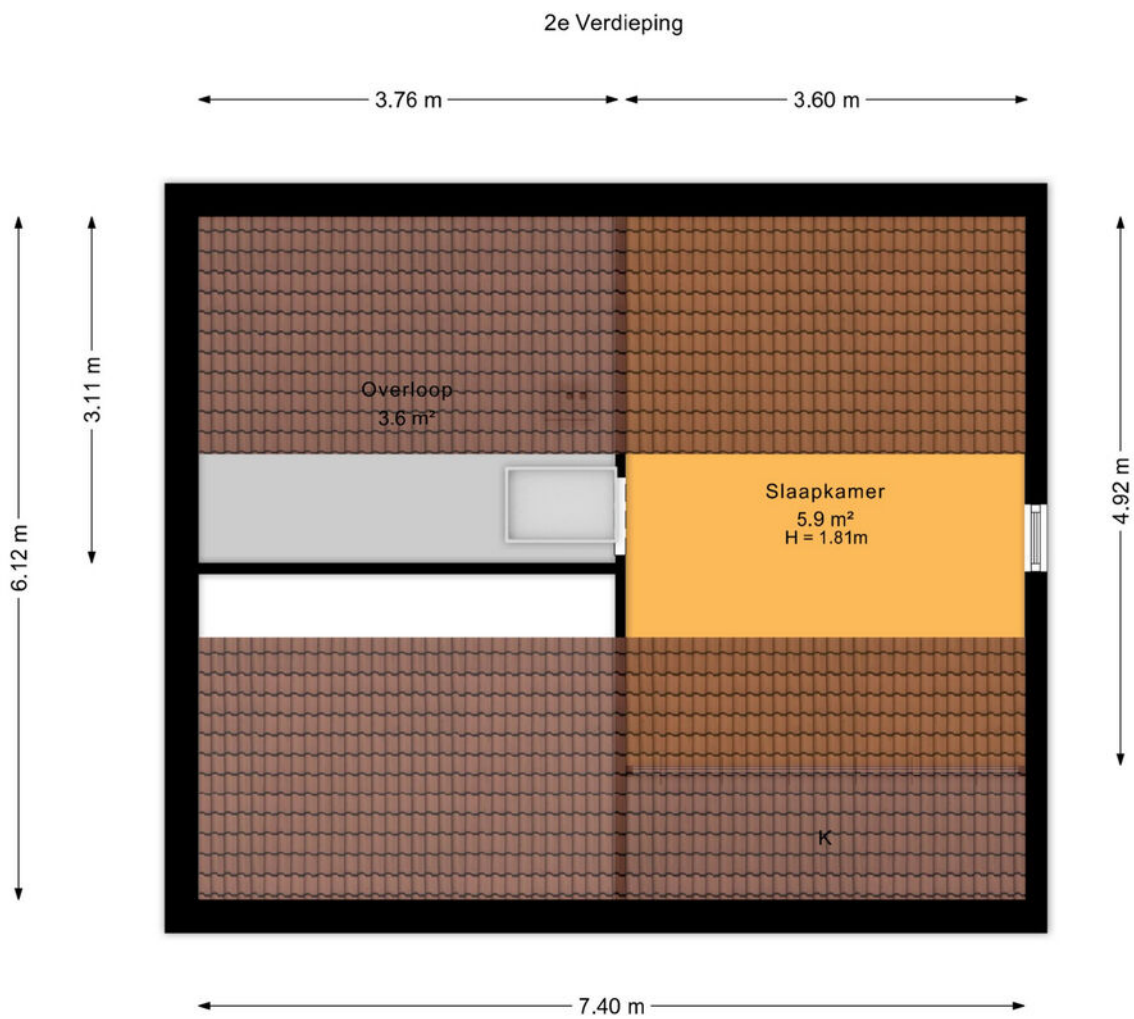 2e Verdieping
3.76 m
3.60 m
3.11 m
6.12 m
4.92 m
Overloop
3.6 m²
Slaapkamer
5.9 m²
H = 1.81m
K
7.40 m